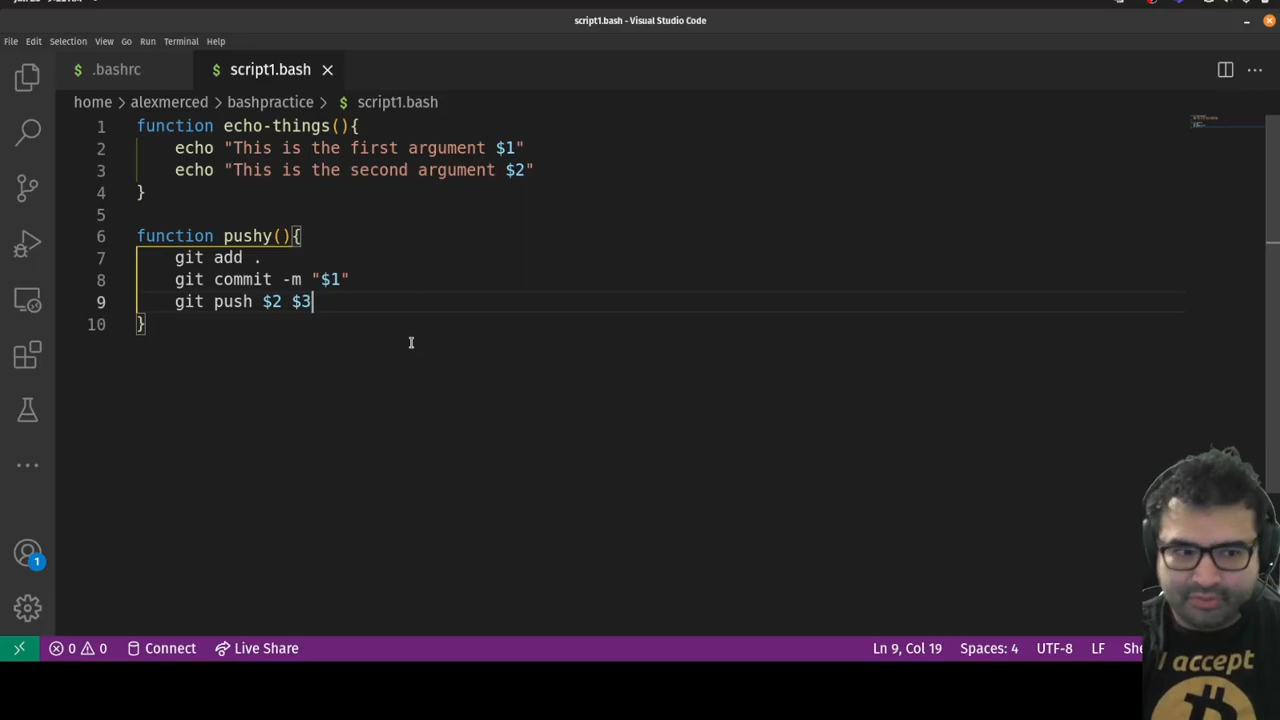 script1.bash - Visual Studio Code
File Edit Selection View Go Run Terminal Help
$ .bashrc $ script1.bash
home > alexmerced > bashpractice > $ script1.bash
1 function echo-things(){
2 echo "This is the first argument $1"
3 echo "This is the second argument $2"
4 }
5
6 function pushy(){
7 git add .
8 git commit -m "$1"
9 git push $2 $3
10 }
1
0 0 Connect Live Share Ln 9, Col 19 Spaces: 4 UTF-8 LF She
I accept